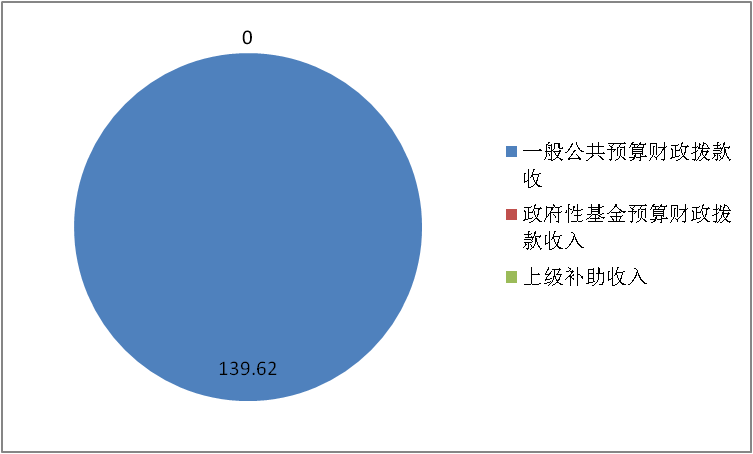 0
139.62
一般公共预算财政拨款
收
政府性基金预算财政拨
款收入
上级补助收入